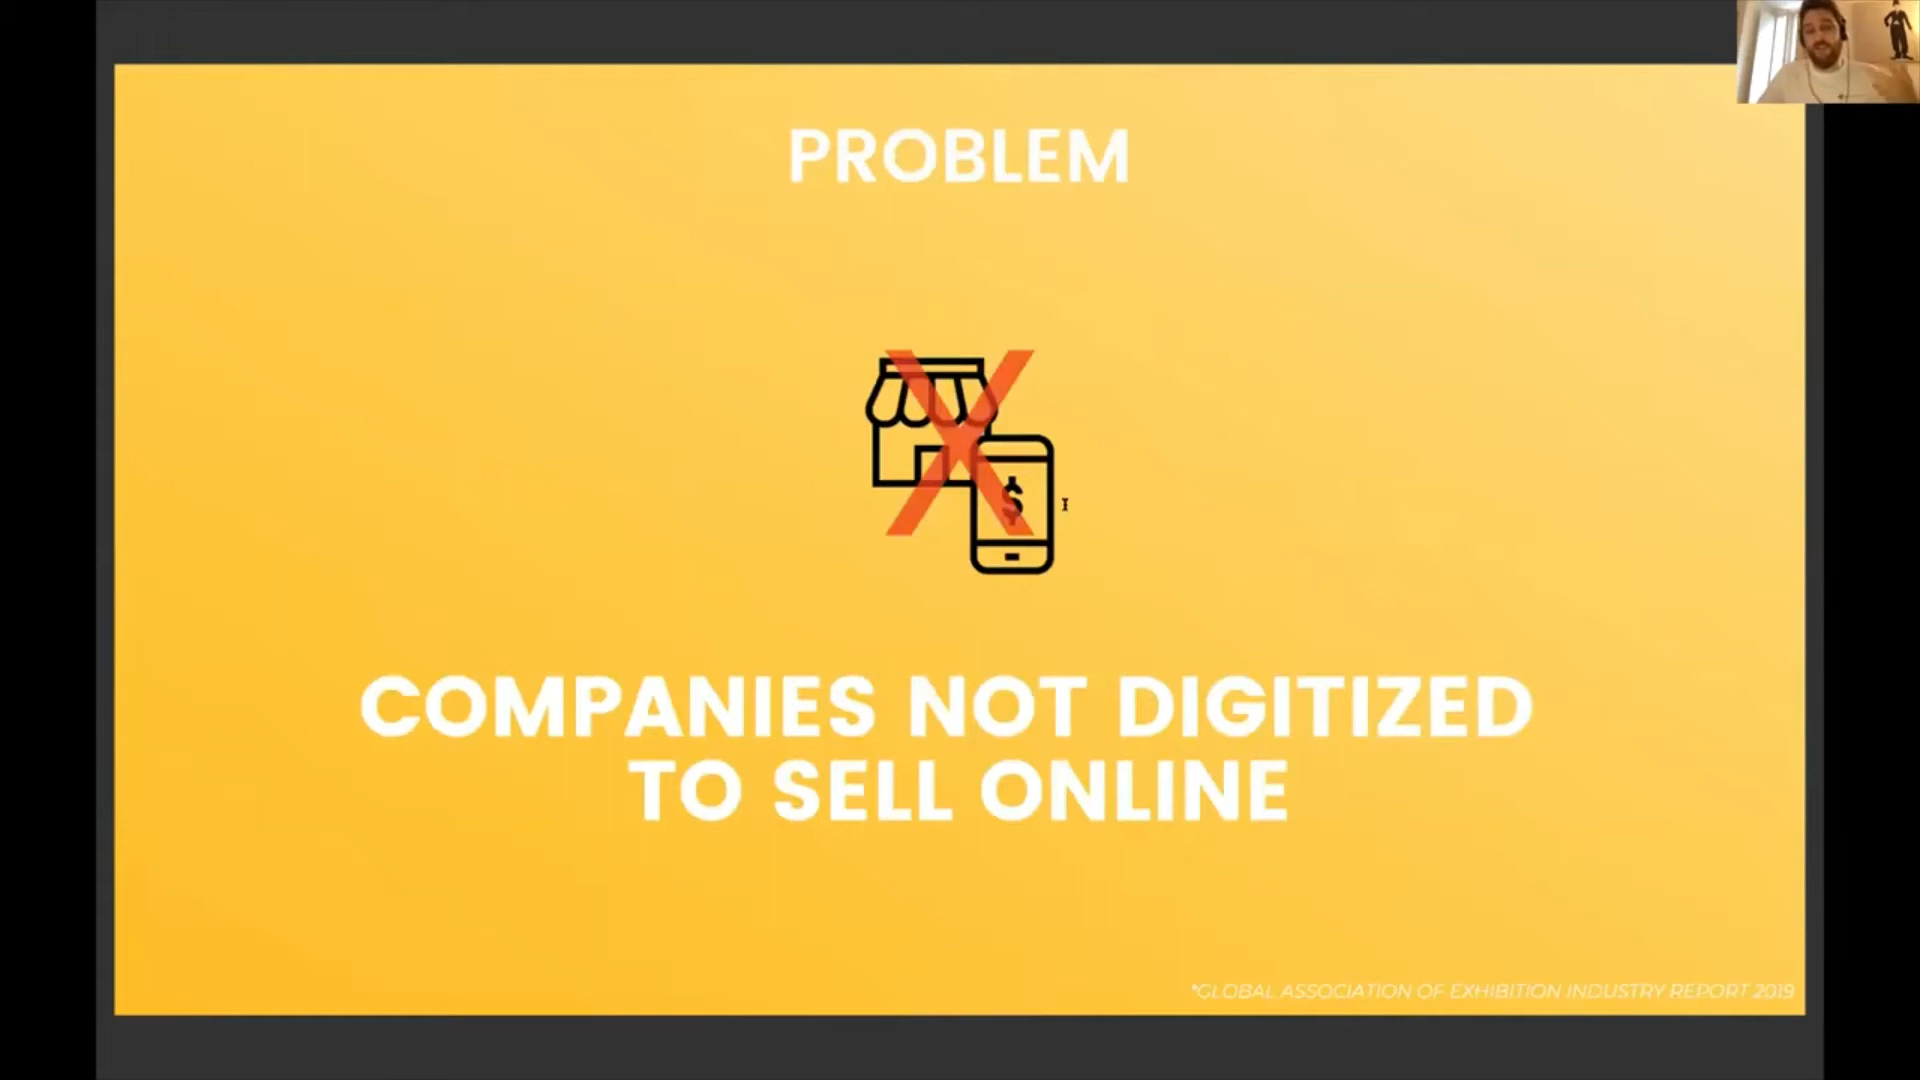 PROBLEM
$
COMPANIES NOT DIGITIZED
TO SELL ONLINE
*GLOBAL ASSOCIATION OF EXHIBITION INDUSTRY REPORT 2019